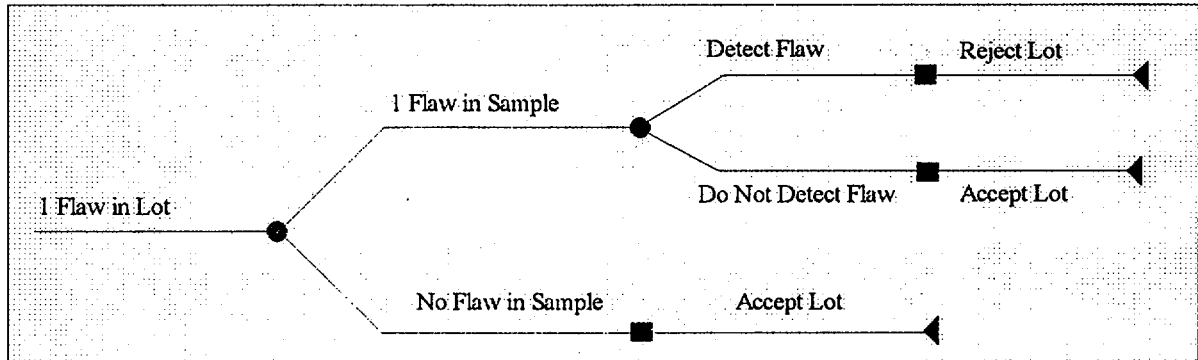 Detect Flaw
Reject Lot
1 Flaw in Sample
Do Not Detect Flaw
Accept Lot
1 Flaw in Lot
No Flaw in Sample
Accept Lot